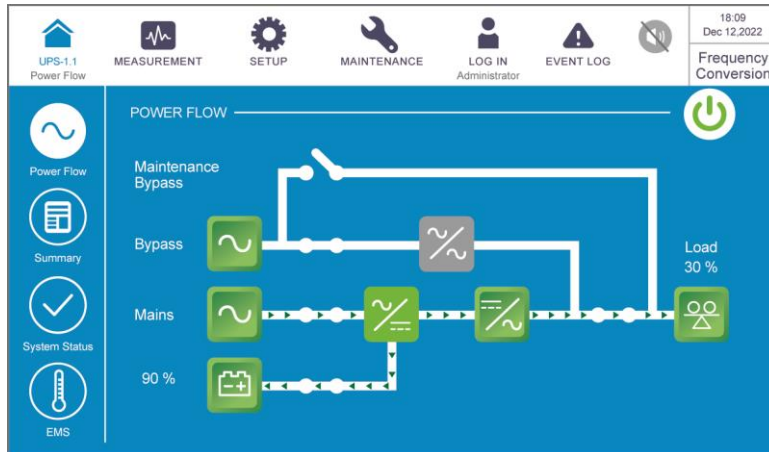 UPS-1.1
Power Flow
MEASUREMENT
SETUP
MAINTENANCE
LOG IN
Administrator
EVENT LOG
18:09
Dec 12,2022
Frequency
Conversion
Power Flow
Summary
System Status
EMS
POWER FLOW
Maintenance
Bypass
Bypass
Mains
90 %
Load
30 %